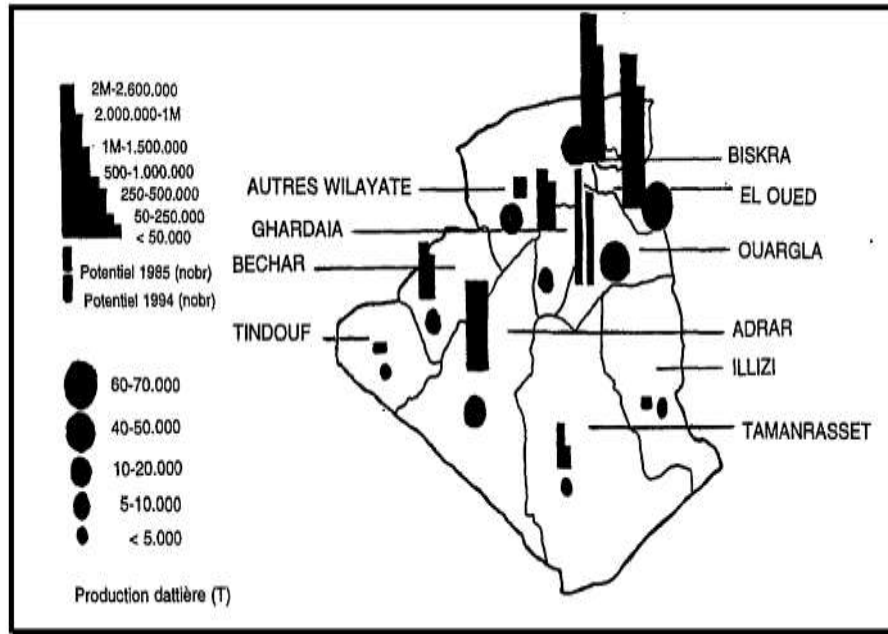 2M-2.600.000
2.000.000-1M
1M-1.500.000
500-1.000.000
250-500.000
50-250.000
< 50.000
Potentiel 1985 (nobr)
Potentiel 1994 (nobr)
60-70.000
40-50.000
10-20.000
5-10.000
< 5.000
Production dattière (T)
AUTRES WILAYATE
GHARDAIA
BECHAR
TINDOUF
BISKRA
EL OUED
OUARGLA
ADRAR
ILLIZI
TAMANRASSET